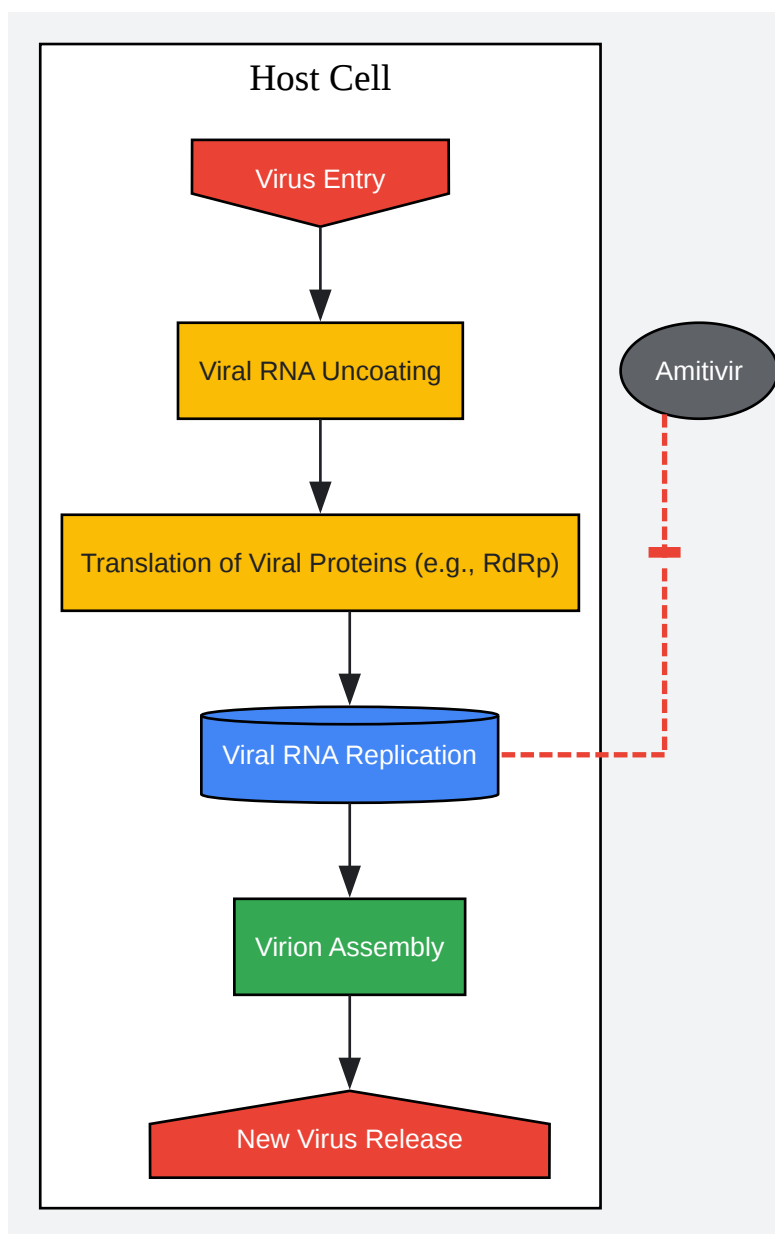 Host Cell
Virus Entry
Viral RNA Uncoating
Amitivir
Translation of Viral Proteins (e.g., RdRp)
Viral RNA Replication
Virion Assembly
New Virus Release